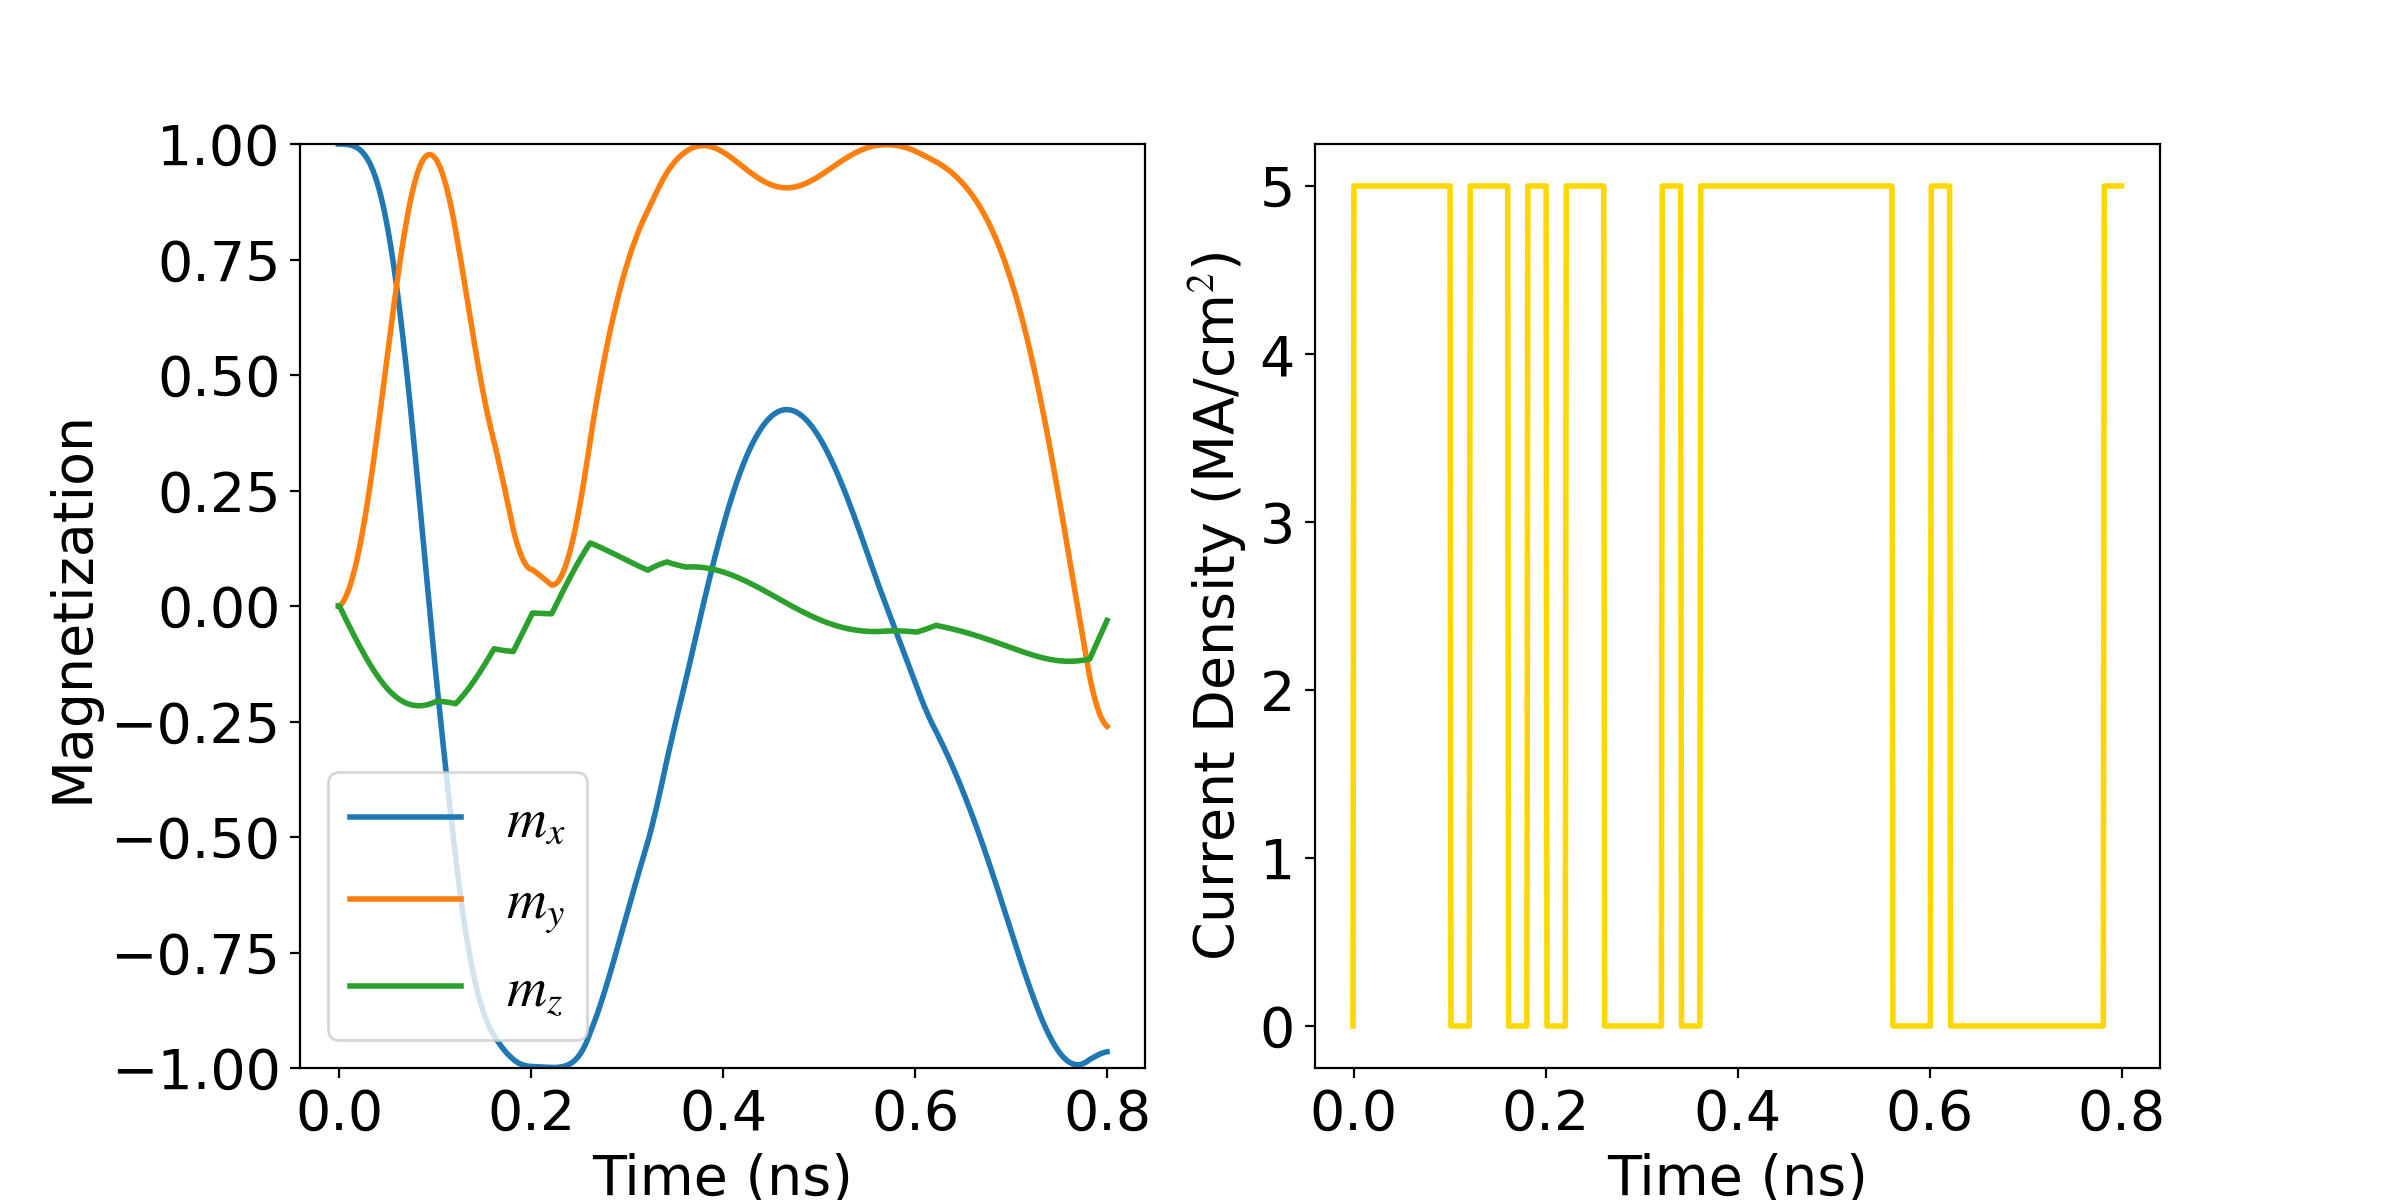 Magnetization
1.00
0.75
0.50
0.25
0.00
−0.25
−0.50
−0.75
−1.00
0.0 0.2 0.4 0.6 0.8
Time (ns)
m_x
m_y
m_z
Current Density (MA/cm²)
5
4
3
2
1
0
0.0 0.2 0.4 0.6 0.8
Time (ns)